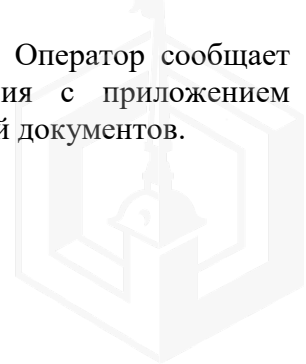 Оператор сообщает
ия с приложением
й документов.